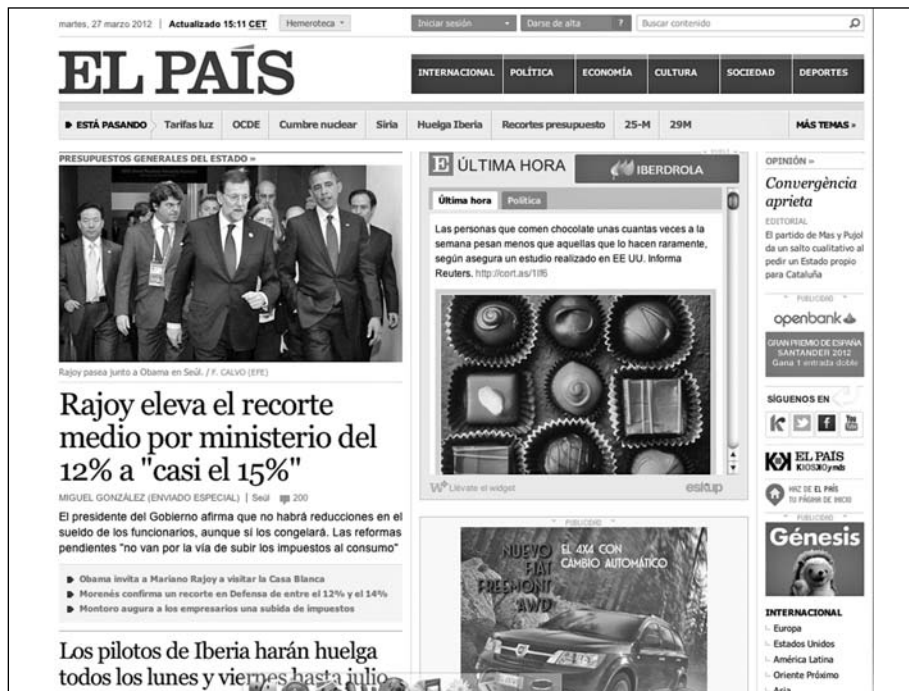 martes, 27 marzo 2012 | Actualizado 15:11 CET
Hemeroteca
Iniciar sesión
Darse de alta ?
Buscar contenido
EL PAÍS
INTERNACIONAL POLÍTICA ECONOMÍA CULTURA SOCIEDAD DEPORTES
ESTÁ PASANDO Tarifas luz OCDE Cumbre nuclear Siria Huelga Iberia Recortes presupuesto 25-M 29M MÁS TEMAS »
PRESUPUESTOS GENERALES DEL ESTADO »
Rajoy pasea junto a Obama en Seúl. / F. CALVO (EFE)
Rajoy eleva el recorte
medio por ministerio del
12% a "casi el 15%"
MIGUEL GONZÁLEZ (ENVIADO ESPECIAL) | Seúl 200
El presidente del Gobierno afirma que no habrá reducciones en el
sueldo de los funcionarios, aunque sí los congelará. Las reformas
pendientes "no van por la vía de subir los impuestos al consumo"
Obama invita a Mariano Rajoy a visitar la Casa Blanca
Morenés confirma un recorte en Defensa de entre el 12% y el 14%
Montoro augura a los empresarios una subida de impuestos
Los pilotos de Iberia harán huelga
todos los lunes y viernes hasta julio
E ÚLTIMA HORA
IBERDROLA
Última hora Política
Las personas que comen chocolate unas cuantas veces a la
semana pesan menos que aquellas que lo hacen raramente,
según asegura un estudio realizado en EE UU. Informa
Reuters. http://cort.as/1lf6
Llévate el widget
eskup
PUBLICIDAD
NUEVO
FIAT
FREEMONT
AWD
EL 4X4 CON
CAMBIO AUTOMÁTICO
OPINIÓN »
Convergència
aprieta
EDITORIAL
El partido de Mas y Pujol
da un salto cualitativo al
pedir un Estado propio
para Cataluña
PUBLICIDAD
openbank
GRAN PREMIO DE ESPAÑA
SANTANDER 2012
Gana 1 entrada doble
SÍGUENOS EN
You Tube
EL PAÍS
KIOSKOymás
HAZ DE EL PAÍS
TU PÁGINA DE INICIO
PUBLICIDAD
Génesis
INTERNACIONAL
Europa
Estados Unidos
América Latina
Oriente Próximo
Asia